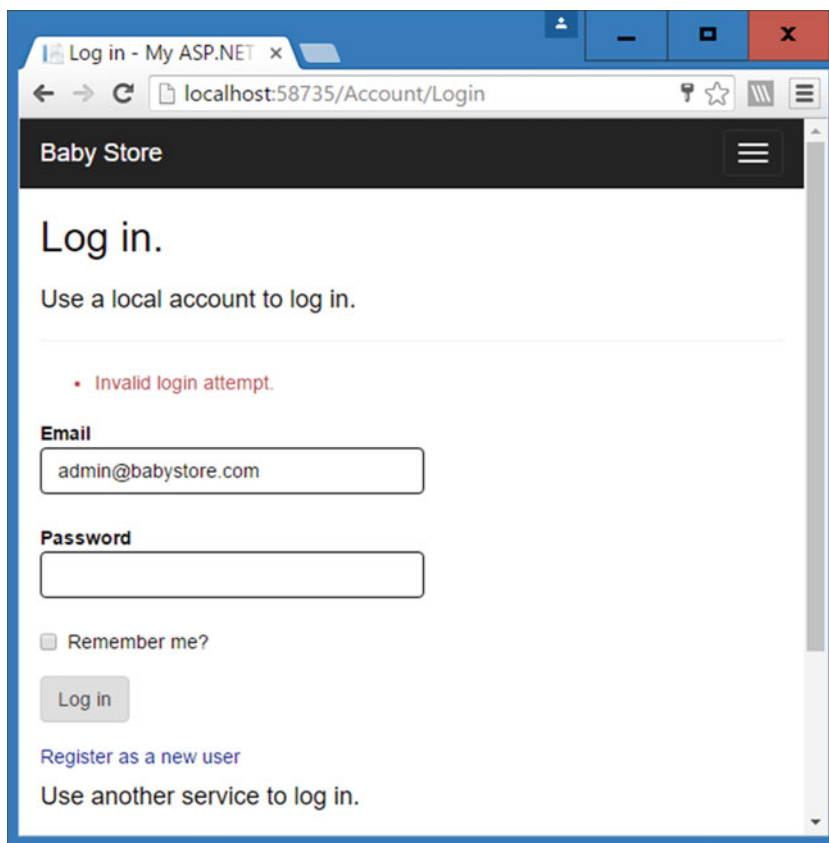 Log in - My ASP.NET
localhost:58735/Account/Login
Baby Store
Log in.
Use a local account to log in.
Invalid login attempt.
Email
admin@babystore.com
Password
Remember me?
Log in
Register as a new user
Use another service to log in.